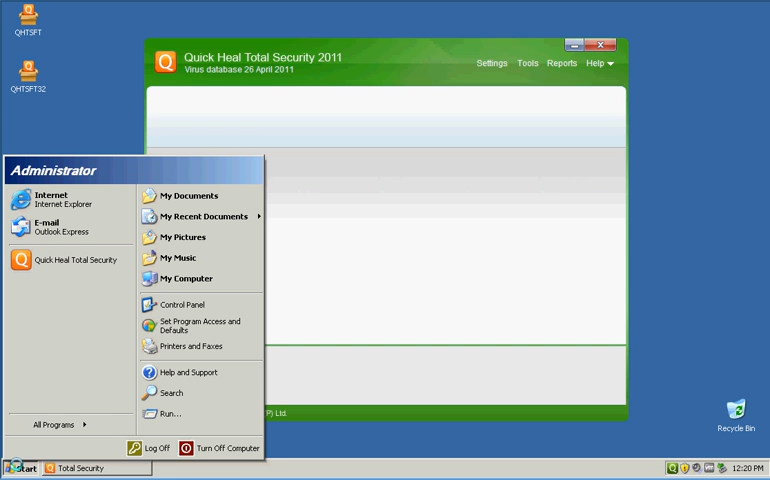 QHTSFT
QHTSFT32
Quick Heal Total Security 2011
Virus database 26 April 2011
Settings Tools Reports Help
Administrator
Internet
Internet Explorer
E-mail
Outlook Express
Quick Heal Total Security
All Programs
My Documents
My Recent Documents
My Pictures
My Music
My Computer
Control Panel
Set Program Access and
Defaults
Printers and Faxes
Help and Support
Search
Run...
P) Ltd.
Log Off Turn Off Computer
Recycle Bin
Start Total Security 12:20 PM